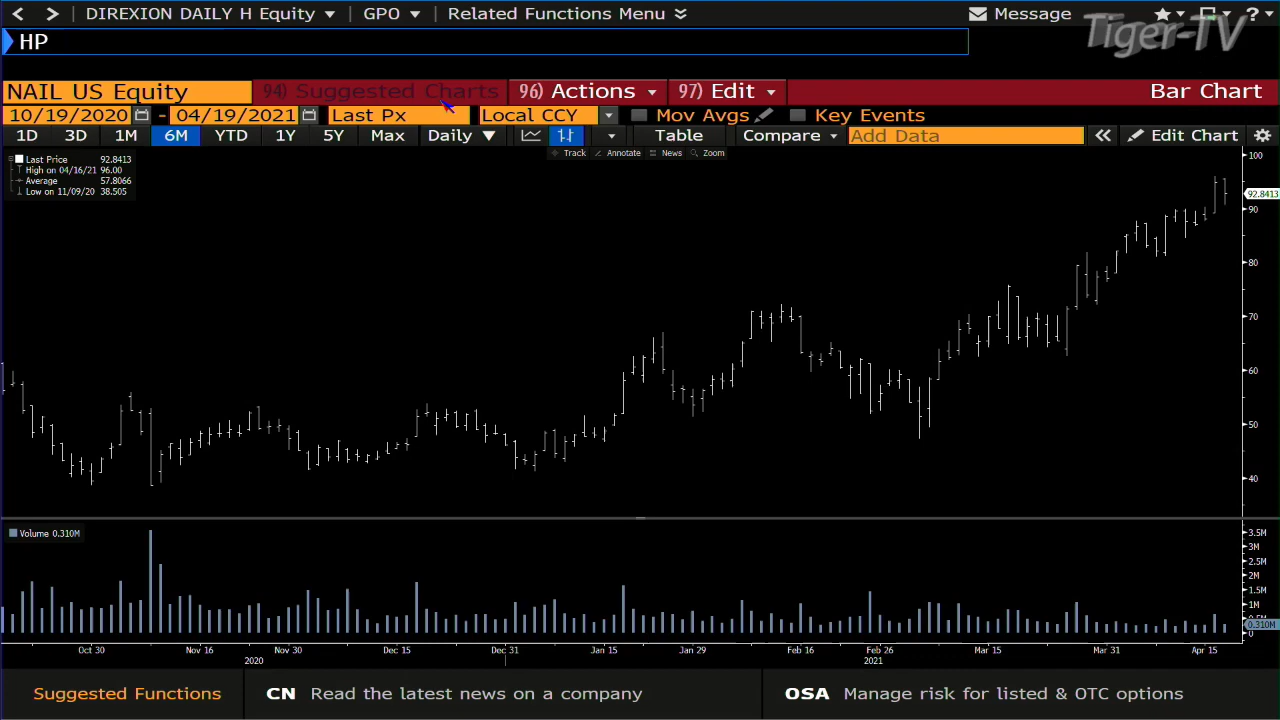 DIREXION DAILY H Equity GPO Related Functions Menu Message
HP
Tiger-TV
NAIL US Equity 94) Suggested Charts 96) Actions 97) Edit Bar Chart
10/19/2020 - 04/19/2021 Last Px Local CCY Mov Avgs Key Events
1D 3D 1M 6M YTD 1Y 5Y Max Daily Table Compare Add Data Edit Chart
Track Annotate News Zoom
Last Price 92.8413
High on 04/16/21 96.00
Average 57.8066
Low on 11/09/20 38.505
100
92.8413
90
80
70
60
50
40
Volume 0.310M
3.5M
3M
2.5M
2M
1.5M
1M
0.310M
0
Oct 30 Nov 16 Nov 30 Dec 15 Dec 31 Jan 15 Jan 29 Feb 16 Feb 26 Mar 15 Mar 31 Apr 15
2020 2021
Suggested Functions CN Read the latest news on a company OSA Manage risk for listed & OTC options